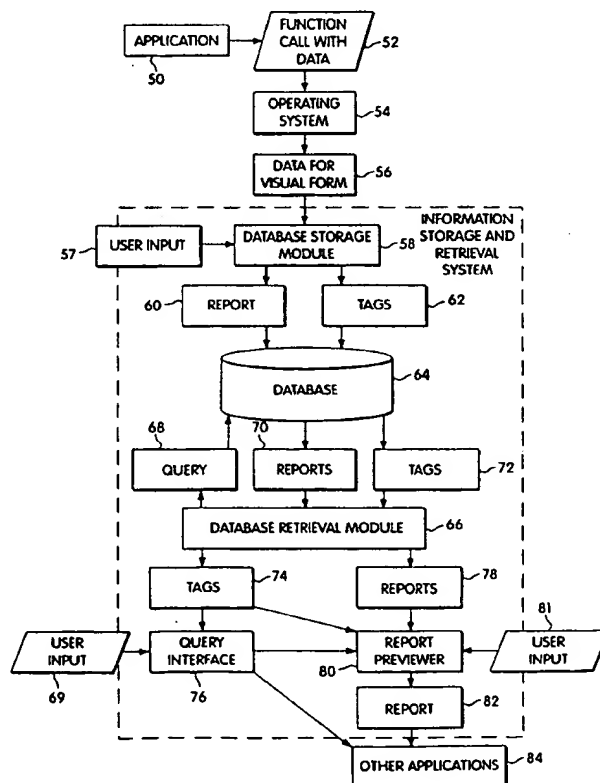 APPLICATION
50
FUNCTION
CALL WITH
DATA
52
OPERATING
SYSTEM
54
DATA FOR
VISUAL FORM
56
INFORMATION
STORAGE AND
RETRIEVAL
SYSTEM
57
USER INPUT
DATABASE STORAGE
MODULE
58
60
REPORT
TAGS
62
DATABASE
64
68
QUERY
70
REPORTS
TAGS
72
DATABASE RETRIEVAL MODULE
66
TAGS
74
REPORTS
78
81
USER
INPUT
69
QUERY
INTERFACE
76
REPORT
PREVIEWER
80
USER
INPUT
REPORT
82
OTHER APPLICATIONS
84